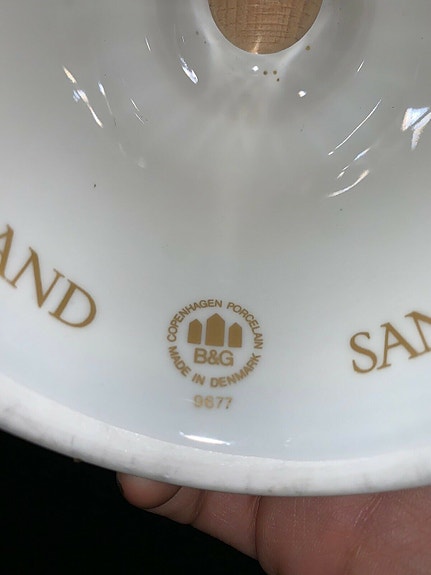 AND
COPENHAGEN PORCELAIN
B&G
MADE IN DENMARK
9677
SAN